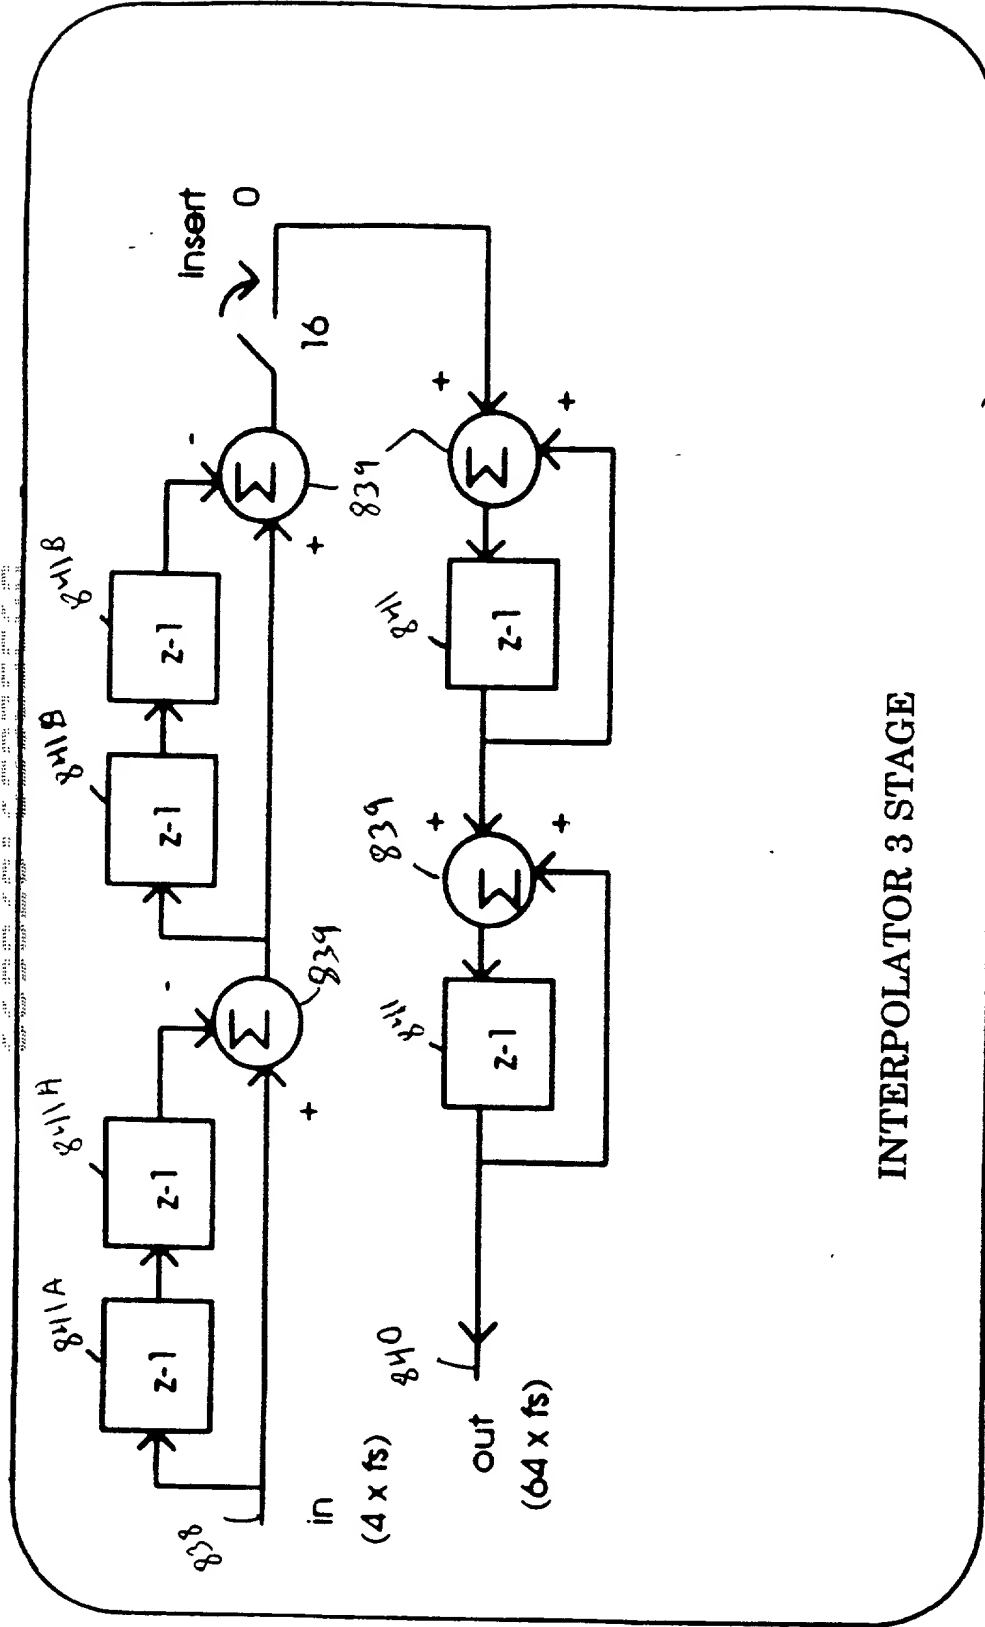 insert
0
841A
841A
841B
841B
z-1
z-1
z-1
z-1
-
-
Σ
Σ
16
838
+
839
+
839
in
(4 x fs)
840
841
839
841
+
+
z-1
Σ
z-1
Σ
out
(64 x fs)
+
+
INTERPOLATOR 3 STAGE